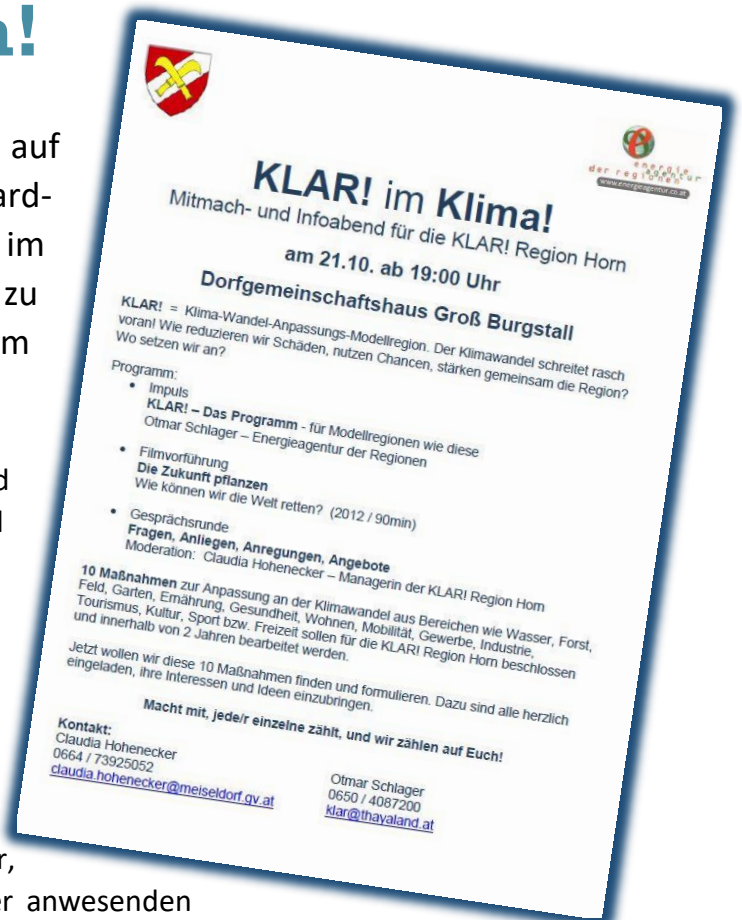 !
auf
ard-
im
zu
m
d
r,
er anwesenden
energie
agentur
der regionen
www.energieagentur.co.at
KLAR! im Klima!
Mitmach- und Infoabend für die KLAR! Region Horn
am 21.10. ab 19:00 Uhr
Dorfgemeinschaftshaus Groß Burgstall
KLAR! = Klima-Wandel-Anpassungs-Modellregion. Der Klimawandel schreitet rasch
voran! Wie reduzieren wir Schäden, nutzen Chancen, stärken gemeinsam die Region?
Wo setzen wir an?
Programm:
• Impuls
KLAR! – Das Programm - für Modellregionen wie diese
Otmar Schlager – Energieagentur der Regionen
• Filmvorführung
Die Zukunft pflanzen
Wie können wir die Welt retten? (2012 / 90min)
• Gesprächsrunde
Fragen, Anliegen, Anregungen, Angebote
Moderation: Claudia Hohenecker – Managerin der KLAR! Region Horn
10 Maßnahmen zur Anpassung an der Klimawandel aus Bereichen wie Wasser, Forst,
Feld, Garten, Ernährung, Gesundheit, Wohnen, Mobilität, Gewerbe, Industrie,
Tourismus, Kultur, Sport bzw. Freizeit sollen für die KLAR! Region Horn beschlossen
und innerhalb von 2 Jahren bearbeitet werden.
Jetzt wollen wir diese 10 Maßnahmen finden und formulieren. Dazu sind alle herzlich
eingeladen, ihre Interessen und Ideen einzubringen.
Macht mit, jede/r einzelne zählt, und wir zählen auf Euch!
Kontakt:
Claudia Hohenecker
0664 / 73925052
claudia.hohenecker@meiseldorf.gv.at
Otmar Schlager
0650 / 4087200
klar@thayaland.at